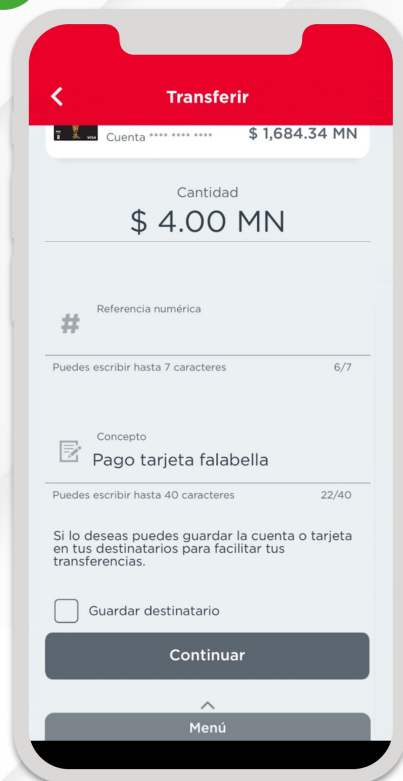 Transferir
Cuenta **** **** **** $ 1,684.34 MN
Cantidad
$ 4.00 MN
Referencia numérica
#
Puedes escribir hasta 7 caracteres 6/7
Concepto
Pago tarjeta falabella
Puedes escribir hasta 40 caracteres 22/40
Si lo deseas puedes guardar la cuenta o tarjeta
en tus destinatarios para facilitar tus
transferencias.
Guardar destinatario
Continuar
Menú